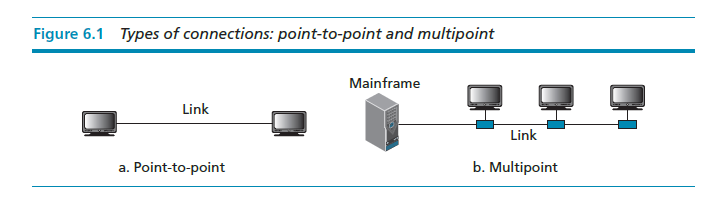 Figure 6.1 Types of connections: point-to-point and multipoint
Mainframe
Link
Link
a. Point-to-point
b. Multipoint